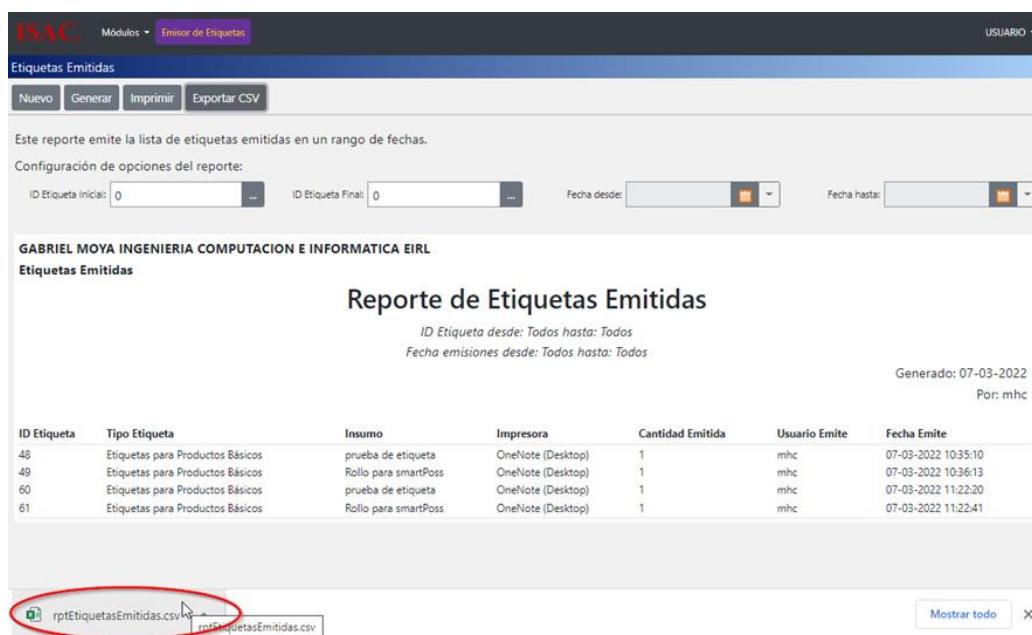 ISAC. Módulos Emisor de Etiquetas USUARIO
Etiquetas Emitidas
Nuevo Generar Imprimir Exportar CSV
Este reporte emite la lista de etiquetas emitidas en un rango de fechas.
Configuración de opciones del reporte:
ID Etiqueta Inicial: 0 ... ID Etiqueta Final: 0 ... Fecha desde: Fecha hasta:
GABRIEL MOYA INGENIERIA COMPUTACION E INFORMATICA EIRL
Etiquetas Emitidas
Reporte de Etiquetas Emitidas
ID Etiqueta desde: Todos hasta: Todos
Fecha emisiones desde: Todos hasta: Todos
Generado: 07-03-2022
Por: mhc
ID Etiqueta Tipo Etiqueta Insumo Impresora Cantidad Emitida Usuario Emite Fecha Emite
48 Etiquetas para Productos Básicos prueba de etiqueta OneNote (Desktop) 1 mhc 07-03-2022 10:35:10
49 Etiquetas para Productos Básicos Rollo para smartPoss OneNote (Desktop) 1 mhc 07-03-2022 10:36:13
60 Etiquetas para Productos Básicos prueba de etiqueta OneNote (Desktop) 1 mhc 07-03-2022 11:22:20
61 Etiquetas para Productos Básicos Rollo para smartPoss OneNote (Desktop) 1 mhc 07-03-2022 11:22:41
rptEtiquetasEmitidas.csv Mostrar todo
rptEtiquetasEmitidas.csv